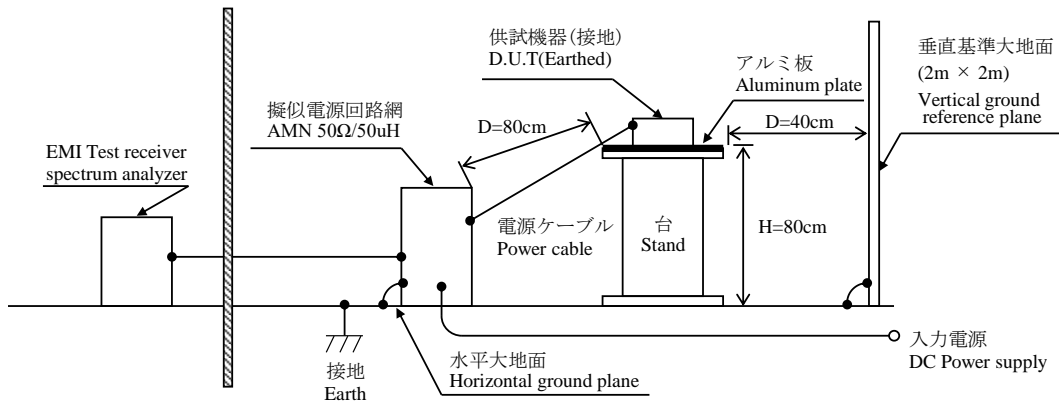 供試機器(接地)
D.U.T(Earthed)
アルミ板
Aluminum plate
垂直基準大地面
(2m × 2m)
Vertical ground
reference plane
擬似電源回路網
AMN 50Ω/50uH
D=80cm
D=40cm
EMI Test receiver
spectrum analyzer
電源ケーブル
Power cable
台
Stand
H=80cm
接地
Earth
水平大地面
Horizontal ground plane
入力電源
DC Power supply